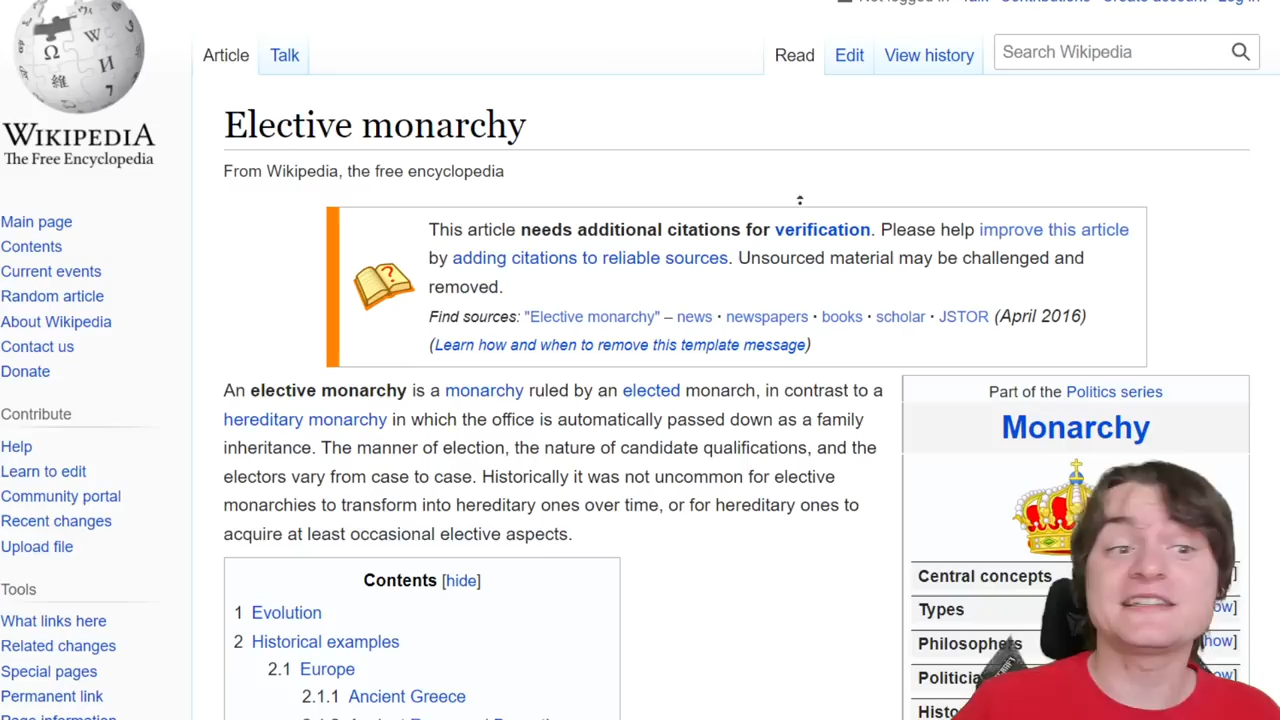 Not logged in Talk Contributions Create account Log in
Article Talk Read Edit View history Search Wikipedia
WIKIPEDIA
The Free Encyclopedia
Elective monarchy
From Wikipedia, the free encyclopedia
Main page
Contents
Current events
Random article
About Wikipedia
Contact us
Donate
Contribute
Help
Learn to edit
Community portal
Recent changes
Upload file
Tools
What links here
Related changes
Special pages
Permanent link
Page information
This article needs additional citations for verification. Please help improve this article
by adding citations to reliable sources. Unsourced material may be challenged and
removed.
Find sources: "Elective monarchy" – news · newspapers · books · scholar · JSTOR (April 2016)
(Learn how and when to remove this template message)
An elective monarchy is a monarchy ruled by an elected monarch, in contrast to a
hereditary monarchy in which the office is automatically passed down as a family
inheritance. The manner of election, the nature of candidate qualifications, and the
electors vary from case to case. Historically it was not uncommon for elective
monarchies to transform into hereditary ones over time, or for hereditary ones to
acquire at least occasional elective aspects.
Contents [hide]
1 Evolution
2 Historical examples
2.1 Europe
2.1.1 Ancient Greece
Part of the Politics series
Monarchy
Central concepts
Types
Philosophers